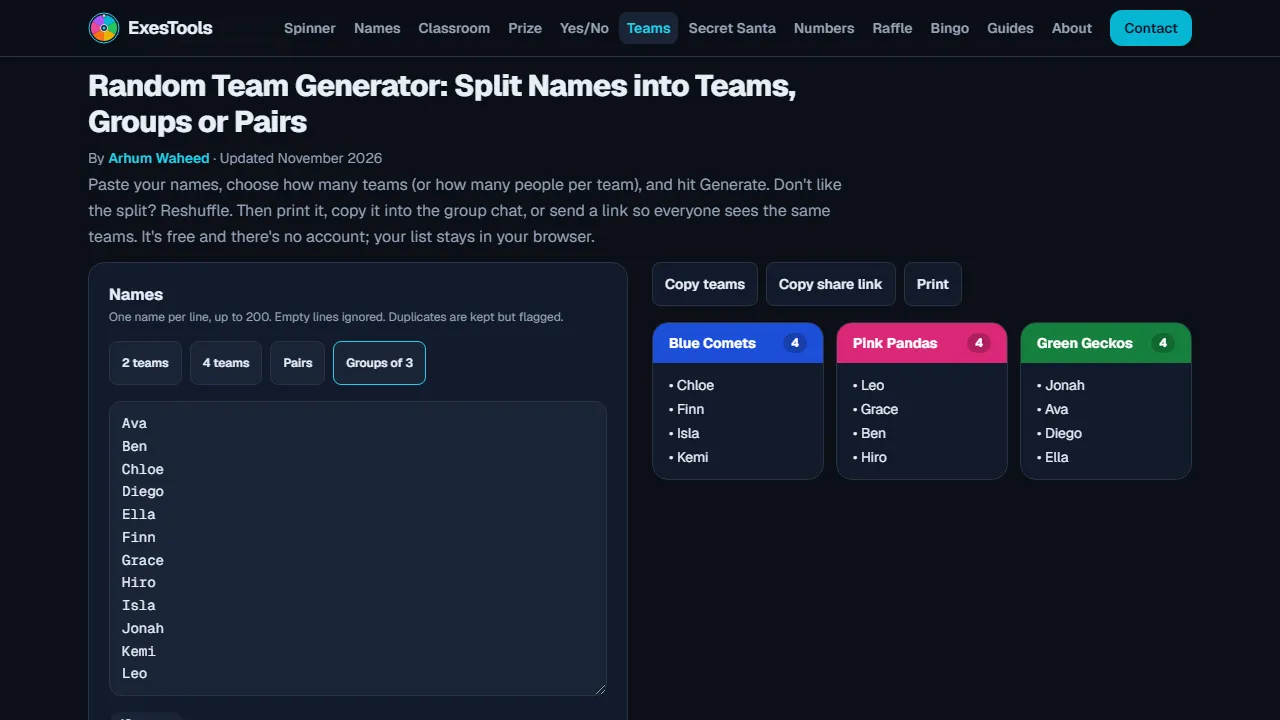 ExesTools
Spinner Names Classroom Prize Yes/No Teams Secret Santa Numbers Raffle Bingo Guides About Contact
Random Team Generator: Split Names into Teams,
Groups or Pairs
By Arhum Waheed · Updated November 2026
Paste your names, choose how many teams (or how many people per team), and hit Generate. Don't like
the split? Reshuffle. Then print it, copy it into the group chat, or send a link so everyone sees the same
teams. It's free and there's no account; your list stays in your browser.
Names
One name per line, up to 200. Empty lines ignored. Duplicates are kept but flagged.
2 teams 4 teams Pairs Groups of 3
Ava
Ben
Chloe
Diego
Ella
Finn
Grace
Hiro
Isla
Jonah
Kemi
Leo
Copy teams Copy share link Print
Blue Comets 4
• Chloe
• Finn
• Isla
• Kemi
Pink Pandas 4
• Leo
• Grace
• Ben
• Hiro
Green Geckos 4
• Jonah
• Ava
• Diego
• Ella